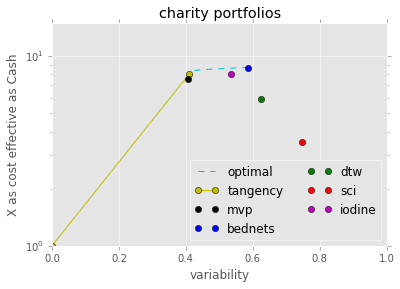 charity portfolios
X as cost effective as Cash
10¹
10⁰
0.0 0.2 0.4 0.6 0.8 1.0
variability
optimal
tangency
mvp
bednets
dtw
sci
iodine